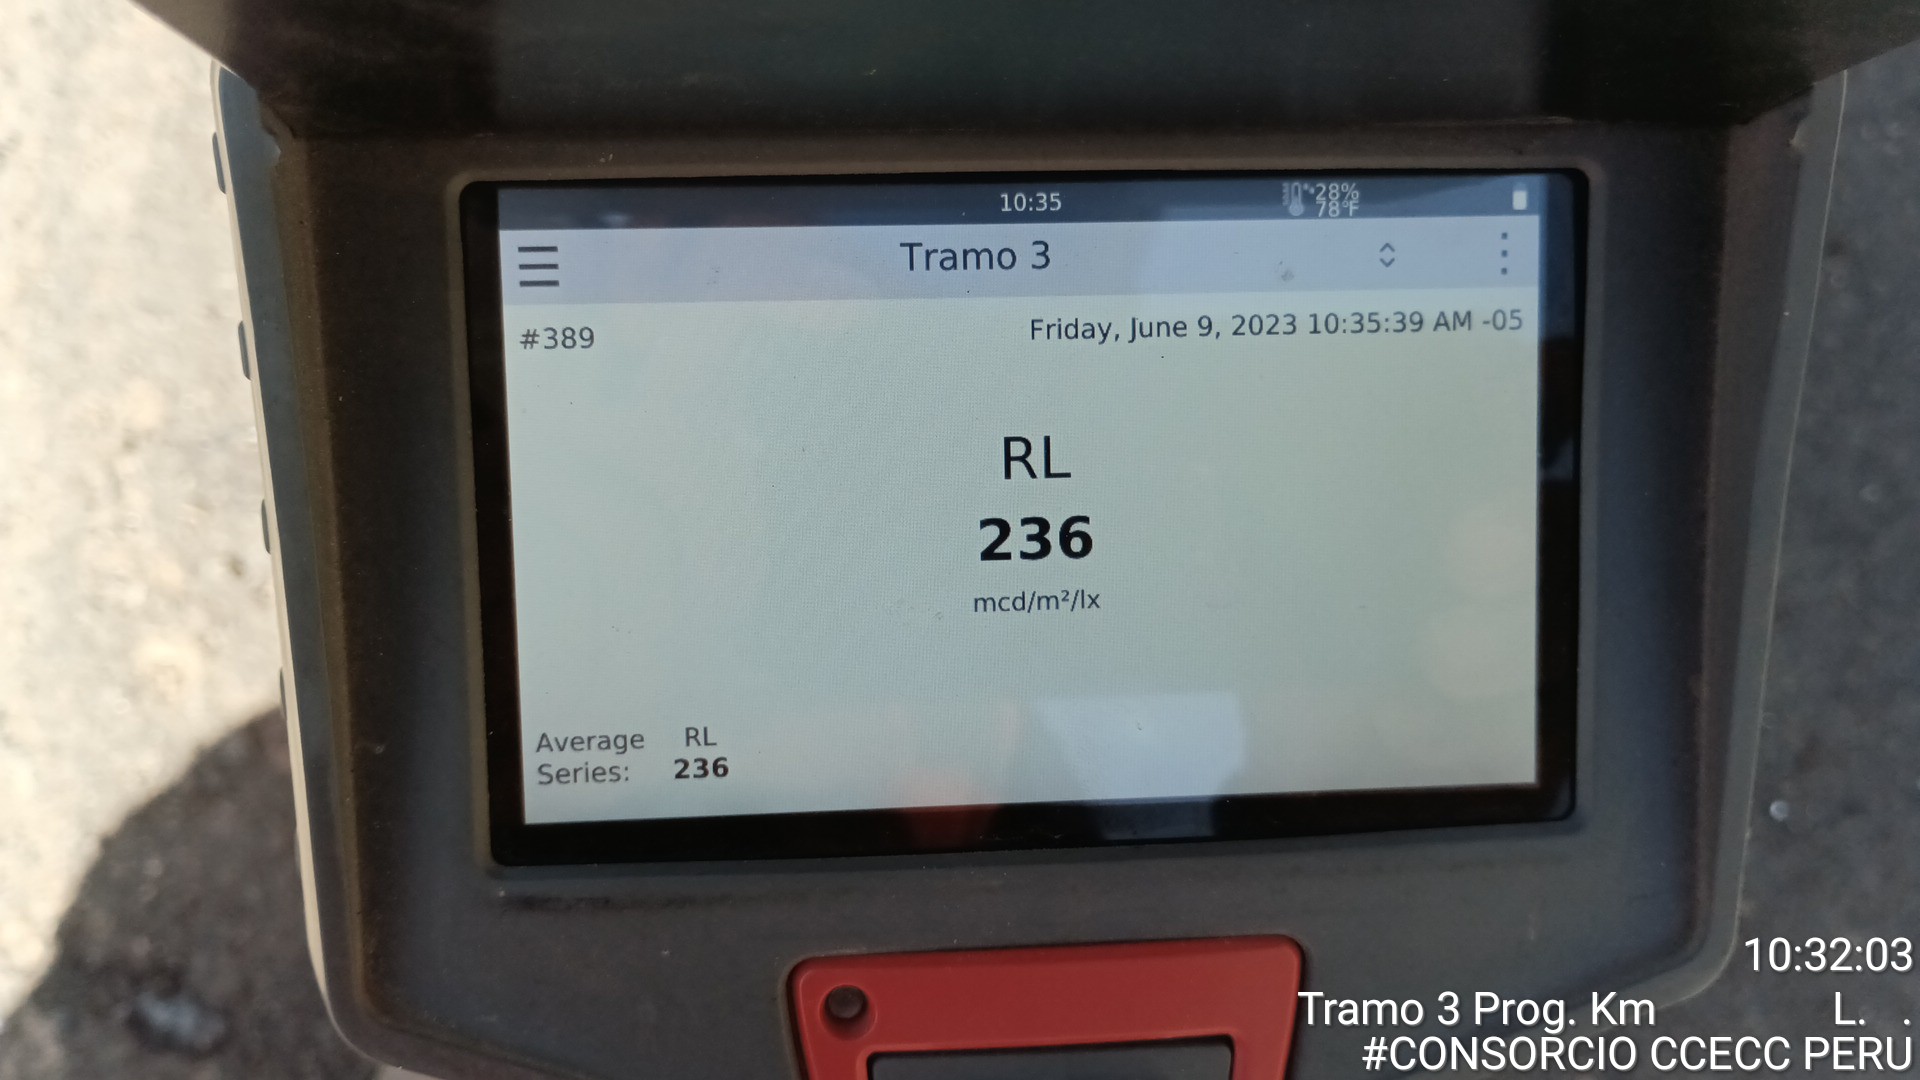 10:35
28%
78°F
Tramo 3
#389
Friday, June 9, 2023 10:35:39 AM -05
RL
236
mcd/m²/lx
Average RL
Series: 236
10:32:03
Tramo 3 Prog. Km L. .
#CONSORCIO CCECC PERU